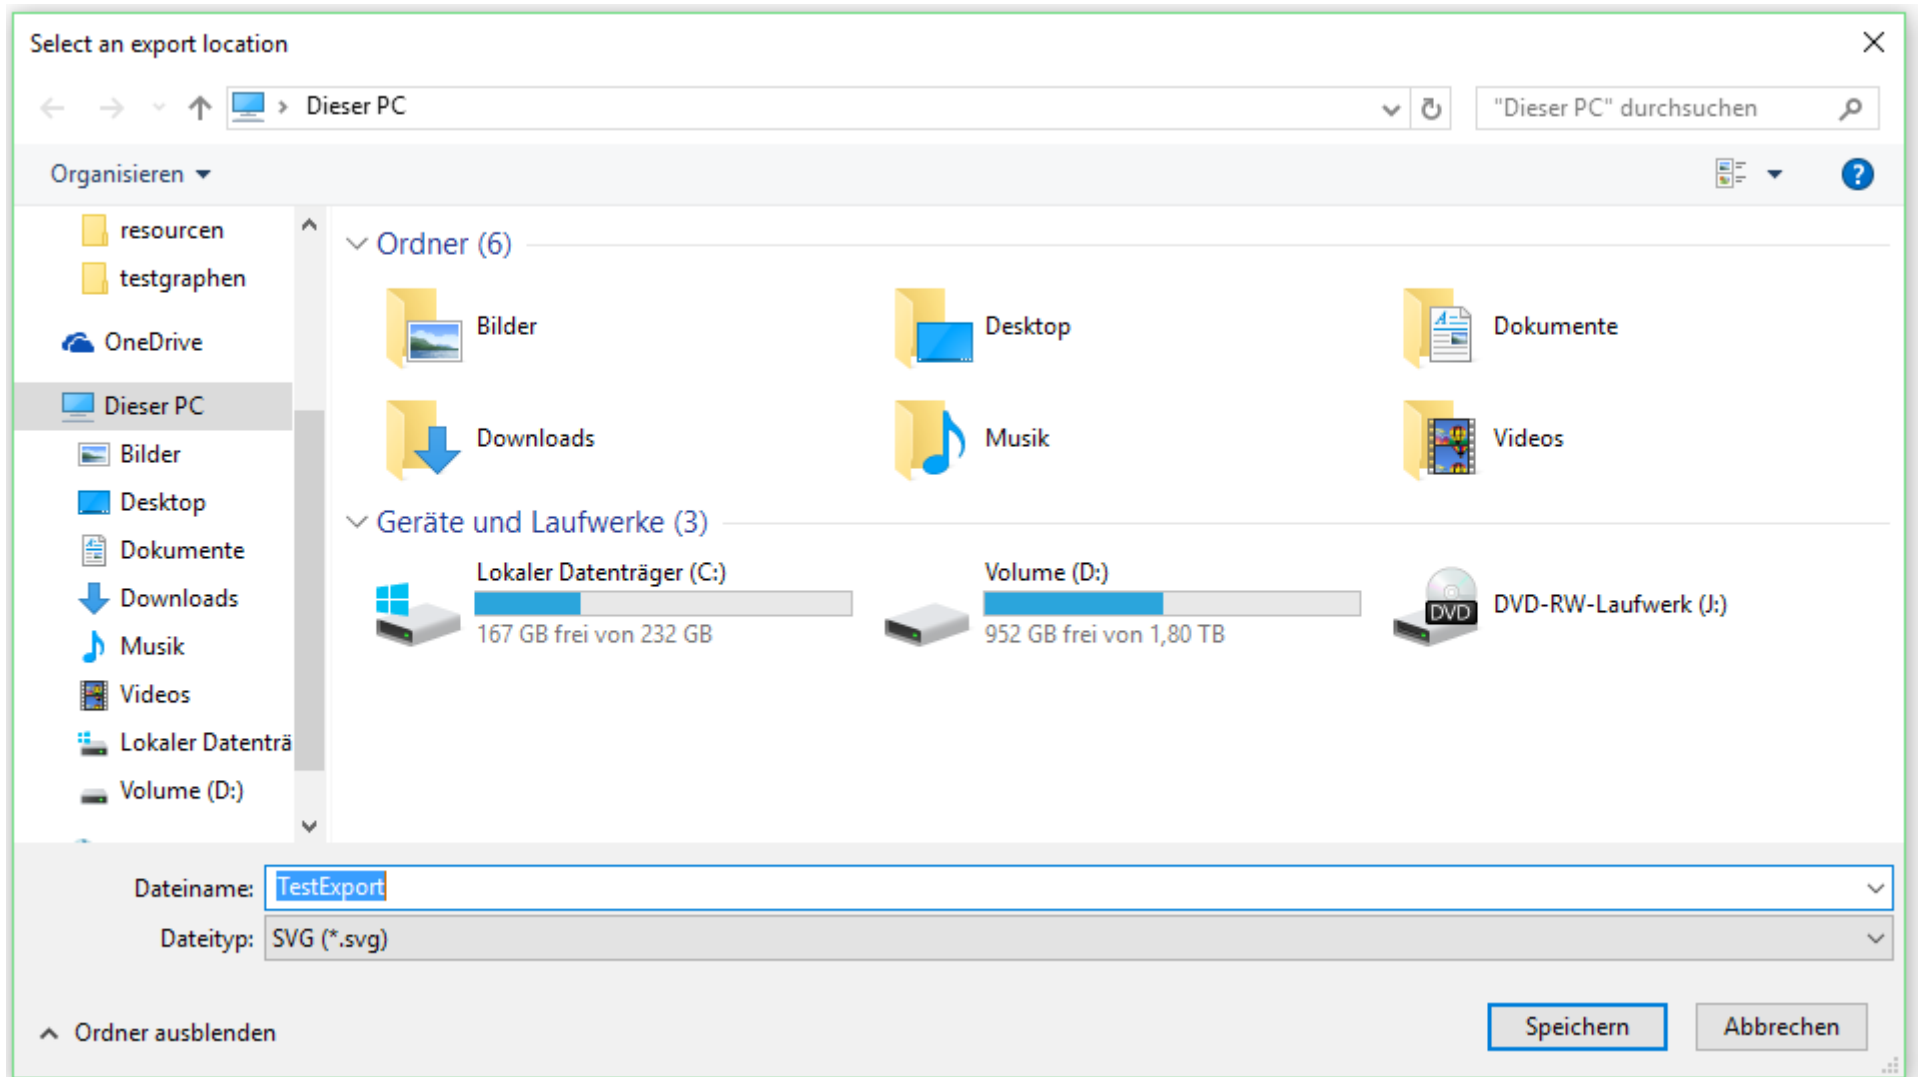 Select an export location
Dieser PC
"Dieser PC" durchsuchen
Organisieren
?
resourcen
testgraphen
OneDrive
Dieser PC
Bilder
Desktop
Dokumente
Downloads
Musik
Videos
Lokaler Datenträ
Volume (D:)
Ordner (6)
Bilder
Desktop
Dokumente
Downloads
Musik
Videos
Geräte und Laufwerke (3)
Lokaler Datenträger (C:)
167 GB frei von 232 GB
Volume (D:)
952 GB frei von 1,80 TB
DVD
DVD-RW-Laufwerk (J:)
Dateiname: TestExport
Dateityp: SVG (*.svg)
Ordner ausblenden
Speichern
Abbrechen